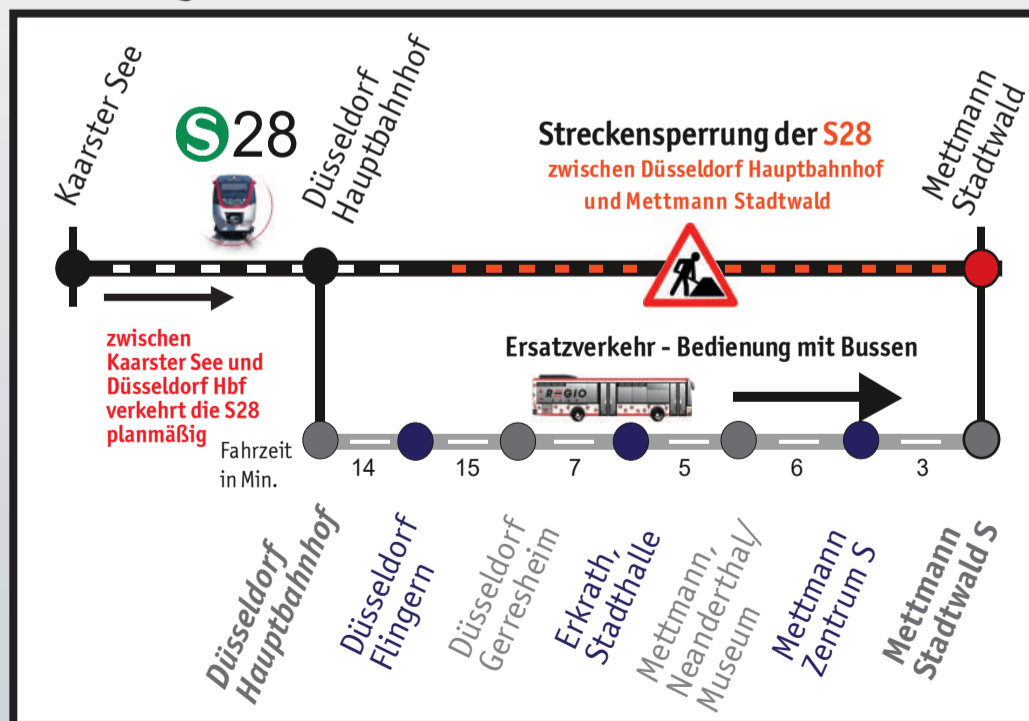 Kaarster See
S28
Düsseldorf
Hauptbahnhof
Streckensperrung der S28
zwischen Düsseldorf Hauptbahnhof
und Mettmann Stadtwald
Mettmann
Stadtwald
zwischen
Kaarster See und
Düsseldorf Hbf
verkehrt die S28
planmäßig
Ersatzverkehr - Bedienung mit Bussen
REGIO
Fahrzeit
in Min.
14 15 7 5 6 3
Düsseldorf
Hauptbahnhof
Düsseldorf
Flingern
Düsseldorf
Gerresheim
Erkrath,
Stadthalle
Mettmann,
Neanderthal/
Museum
Mettmann
Zentrum S
Mettmann
Stadtwald S